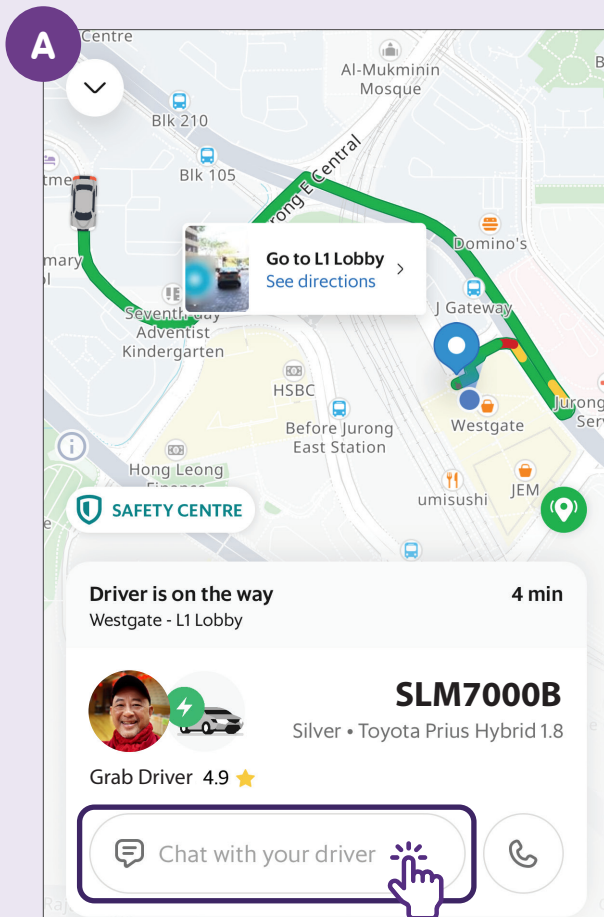 A
Centre
Al-Mukminin
Mosque
Blk 210
Blk 105
Jurong E Central
Go to L1 Lobby
See directions
Domino's
J Gateway
Seventh-day
Adventist
Kindergarten
HSBC
Before Jurong
East Station
Westgate
Jurong
Hong Leong
Finance
umisushi
JEM
SAFETY CENTRE
Driver is on the way
4 min
Westgate - L1 Lobby
SLM7000B
Silver • Toyota Prius Hybrid 1.8
Grab Driver 4.9
Chat with your driver